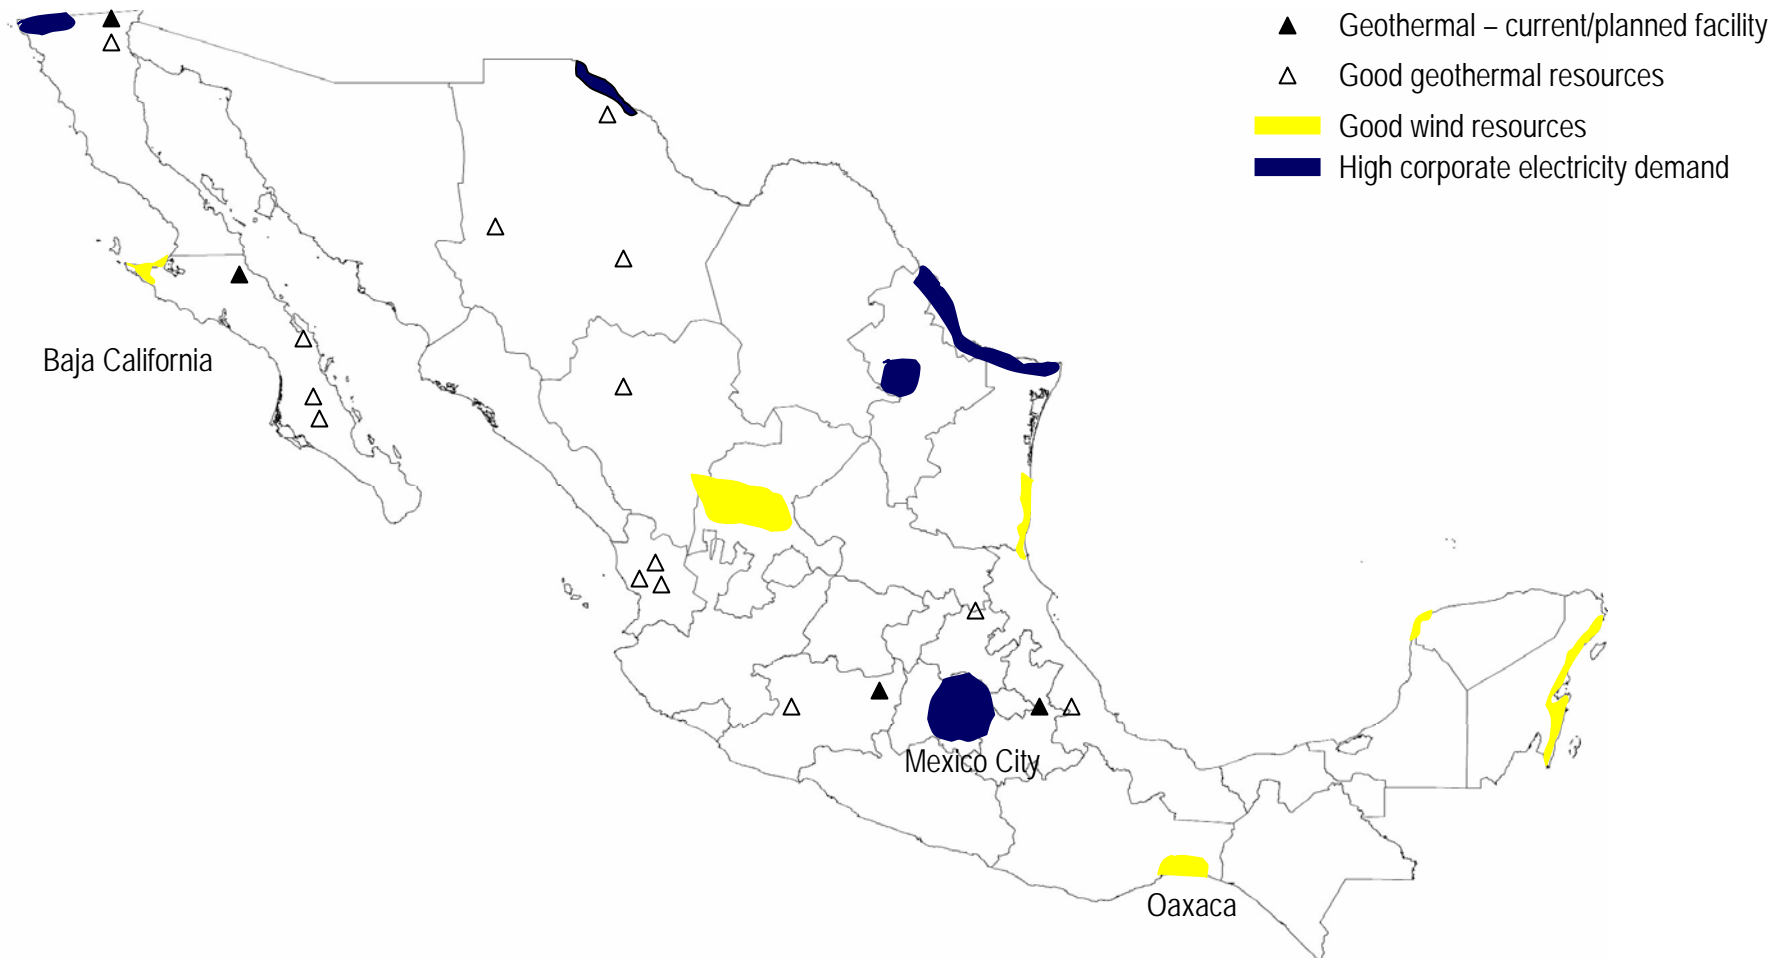 Geothermal – current/planned facility
Good geothermal resources
Good wind resources
High corporate electricity demand
Baja California
Mexico City
Oaxaca